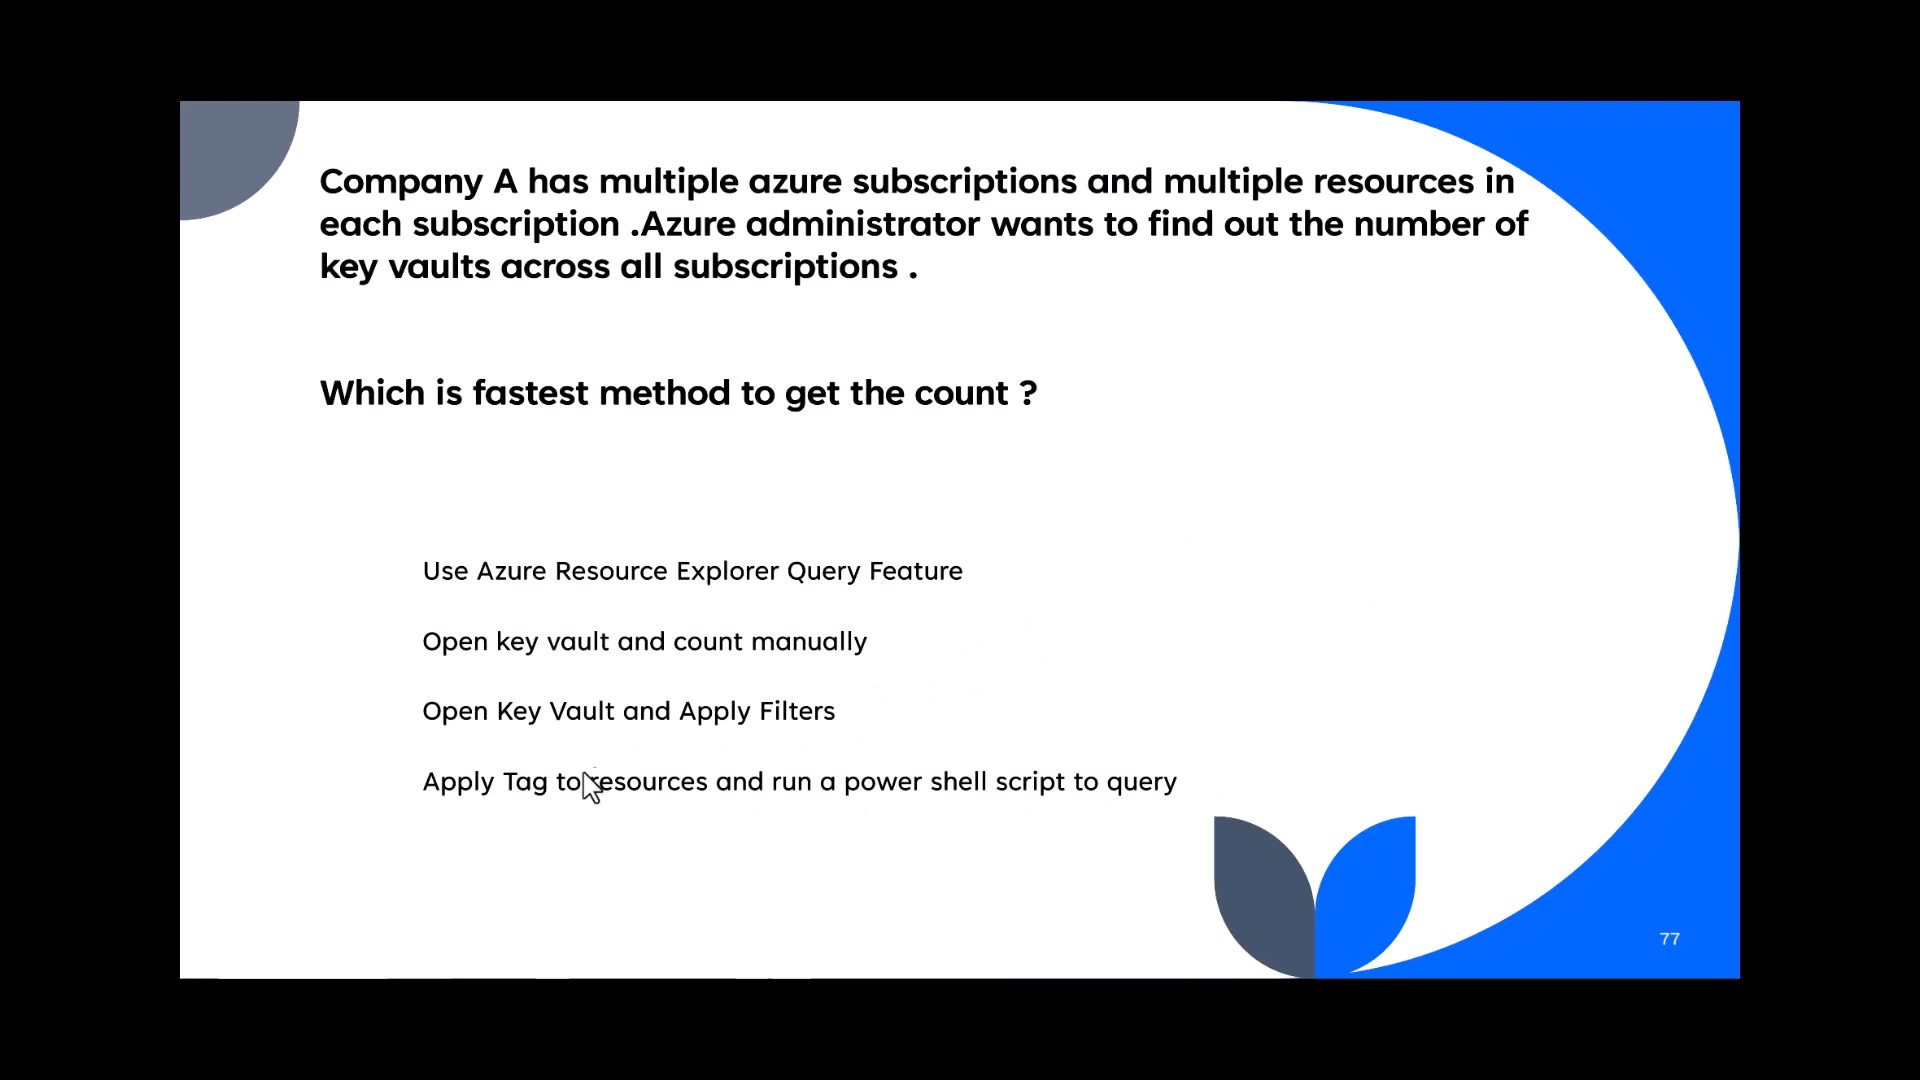 Company A has multiple azure subscriptions and multiple resources in
each subscription .Azure administrator wants to find out the number of
key vaults across all subscriptions .
Which is fastest method to get the count ?
Use Azure Resource Explorer Query Feature
Open key vault and count manually
Open Key Vault and Apply Filters
Apply Tag to resources and run a power shell script to query
77